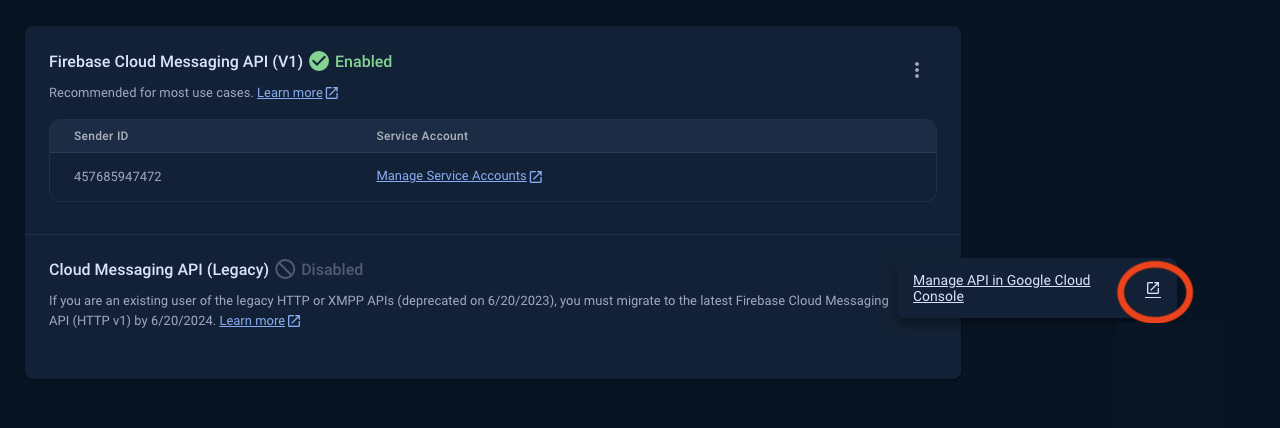 Firebase Cloud Messaging API (V1) Enabled
Recommended for most use cases. Learn more
Sender ID Service Account
457685947472 Manage Service Accounts
Cloud Messaging API (Legacy) Disabled
If you are an existing user of the legacy HTTP or XMPP APIs (deprecated on 6/20/2023), you must migrate to the latest Firebase Cloud Messaging
API (HTTP v1) by 6/20/2024. Learn more
Manage API in Google Cloud
Console